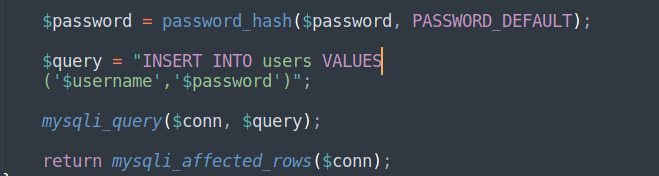 $password = password_hash($password, PASSWORD_DEFAULT);
$query = "INSERT INTO users VALUES
('$username','$password')";
mysqli_query($conn, $query);
return mysqli_affected_rows($conn);